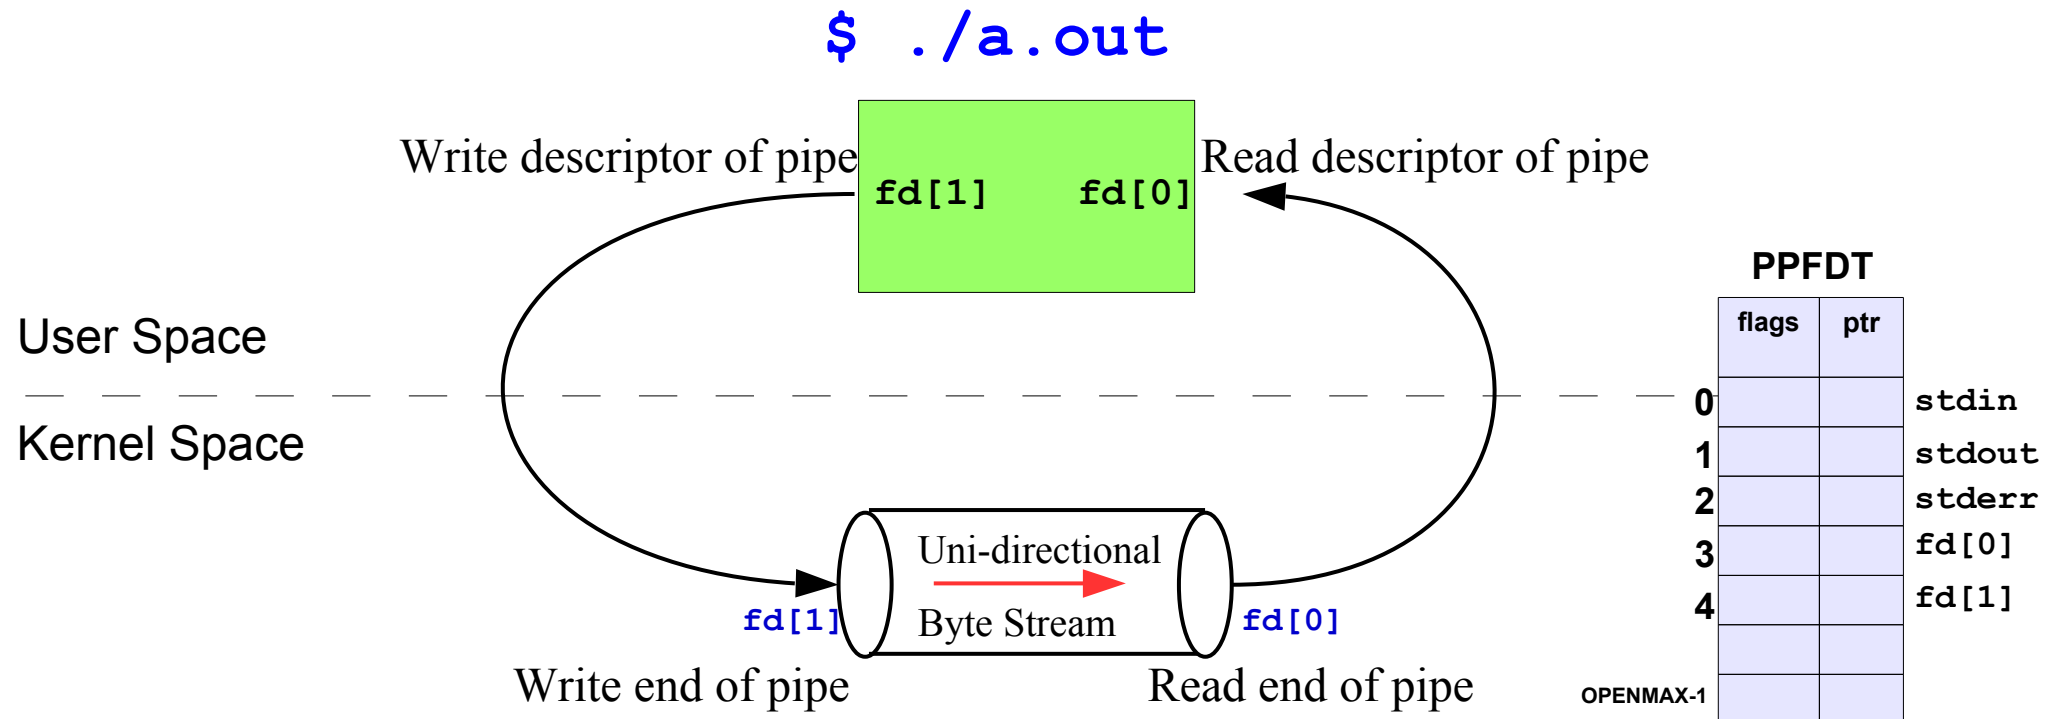 $ ./a.out
Write descriptor of pipe
Read descriptor of pipe
fd[1]
fd[0]
User Space
Kernel Space
Uni-directional
Byte Stream
fd[1]
fd[0]
Write end of pipe
Read end of pipe
PPFDT
flags ptr
0 stdin
1 stdout
2 stderr
3 fd[0]
4 fd[1]
OPENMAX-1